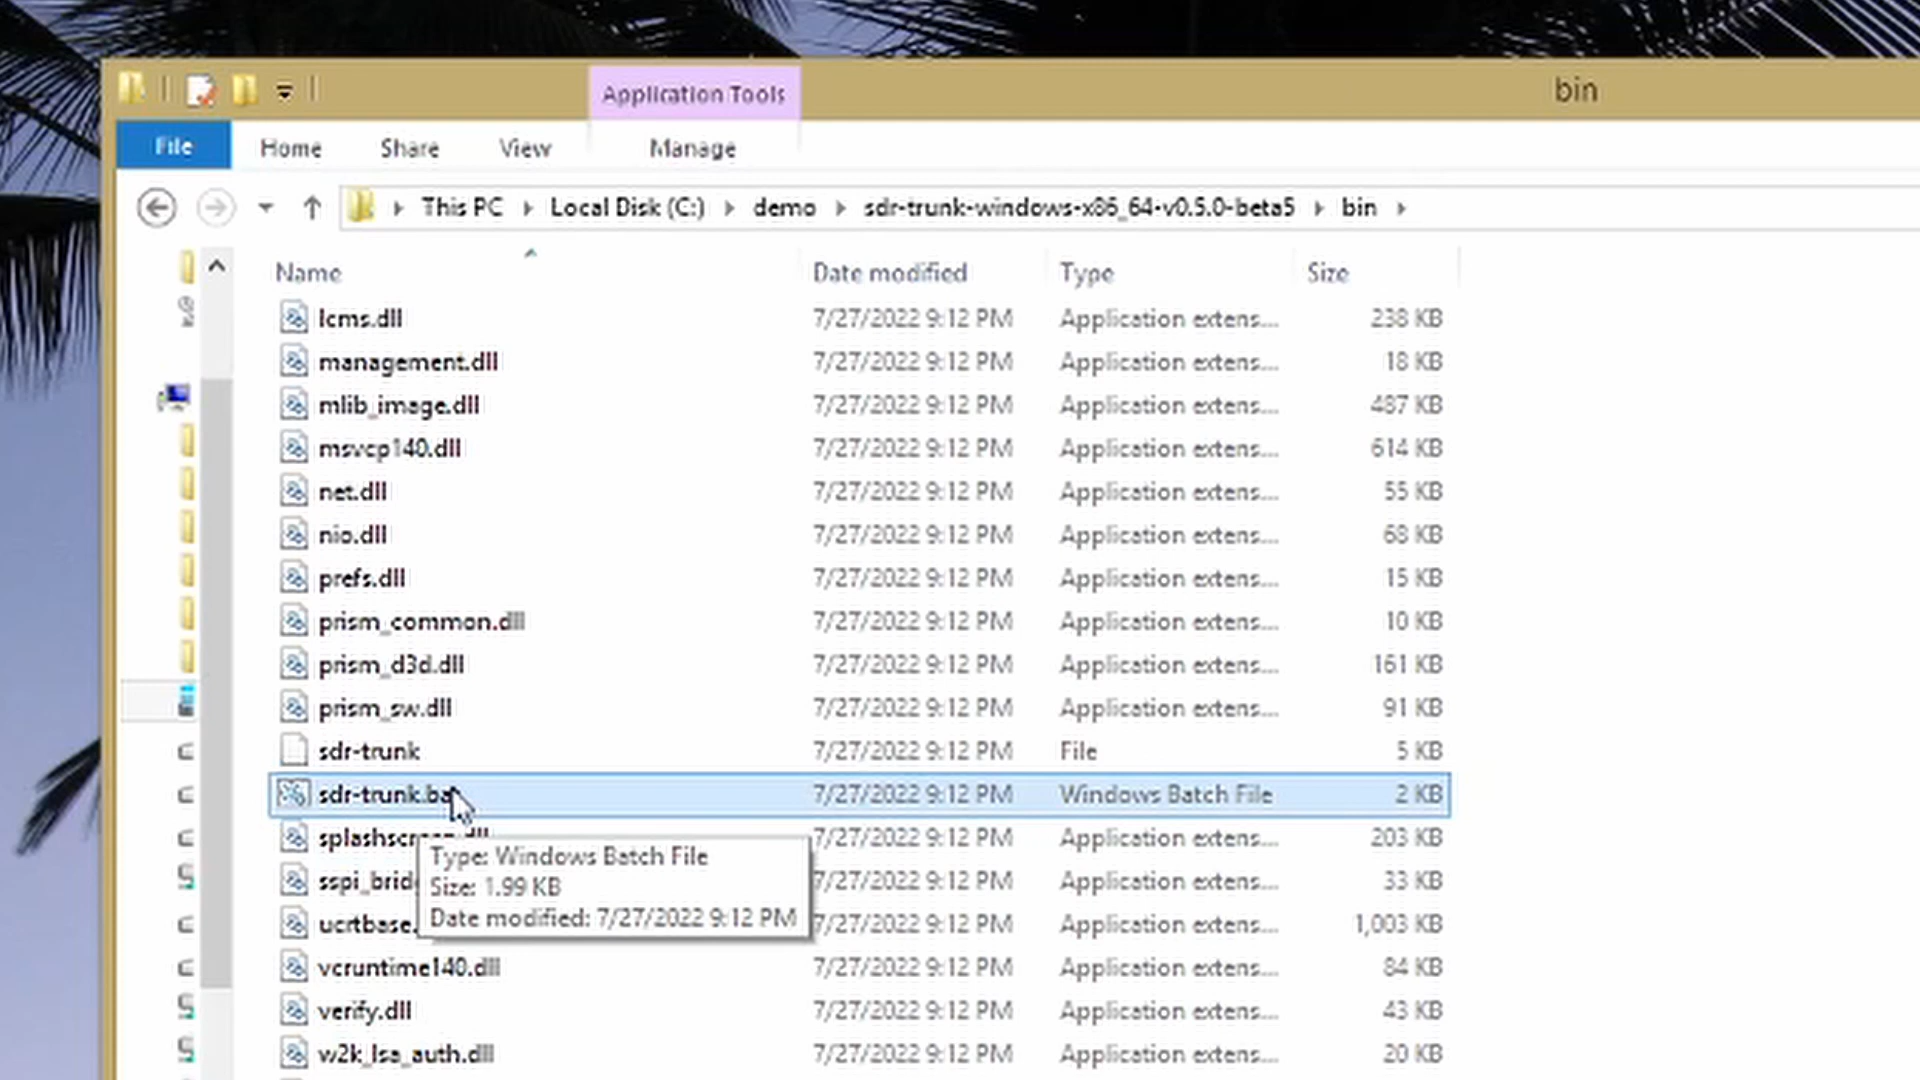 Application Tools
bin
File Home Share View Manage
This PC Local Disk (C:) demo sdr-trunk-windows-x86_64-v0.5.0-beta5 bin
Name Date modified Type Size
lcms.dll 7/27/2022 9:12 PM Application extens... 238 KB
management.dll 7/27/2022 9:12 PM Application extens... 18 KB
mlib_image.dll 7/27/2022 9:12 PM Application extens... 487 KB
msvcp140.dll 7/27/2022 9:12 PM Application extens... 614 KB
net.dll 7/27/2022 9:12 PM Application extens... 55 KB
nio.dll 7/27/2022 9:12 PM Application extens... 68 KB
prefs.dll 7/27/2022 9:12 PM Application extens... 15 KB
prism_common.dll 7/27/2022 9:12 PM Application extens... 10 KB
prism_d3d.dll 7/27/2022 9:12 PM Application extens... 161 KB
prism_sw.dll 7/27/2022 9:12 PM Application extens... 91 KB
sdr-trunk 7/27/2022 9:12 PM File 5 KB
sdr-trunk.ba 7/27/2022 9:12 PM Windows Batch File 2 KB
7/27/2022 9:12 PM Application extens... 203 KB
Type: Windows Batch File
sspi_brid 7/27/2022 9:12 PM Application extens... 33 KB
Size: 1.99 KB
ucrtbase. 7/27/2022 9:12 PM Application extens... 1,003 KB
Date modified: 7/27/2022 9:12 PM
vcruntime140.dll 7/27/2022 9:12 PM Application extens... 84 KB
verify.dll 7/27/2022 9:12 PM Application extens... 43 KB
w2k_lsa_auth.dll 7/27/2022 9:12 PM Application extens... 20 KB